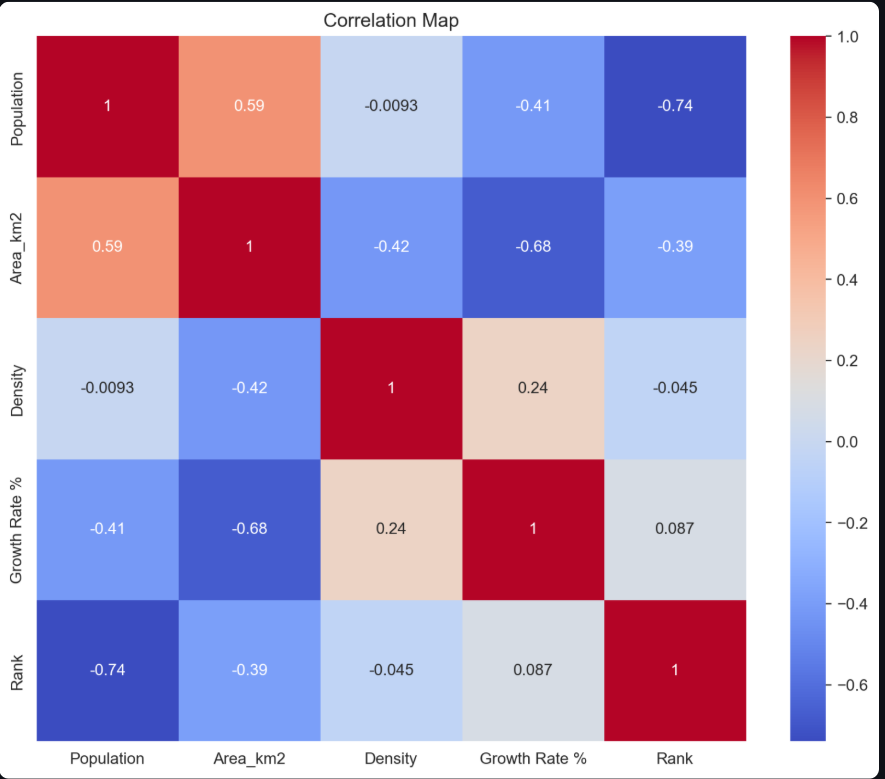 Correlation Map
Population 1 0.59 -0.0093 -0.41 -0.74
Area_km2 0.59 1 -0.42 -0.68 -0.39
Density -0.0093 -0.42 1 0.24 -0.045
Growth Rate % -0.41 -0.68 0.24 1 0.087
Rank -0.74 -0.39 -0.045 0.087 1
Population Area_km2 Density Growth Rate % Rank
1.0
0.8
0.6
0.4
0.2
0.0
−0.2
−0.4
−0.6